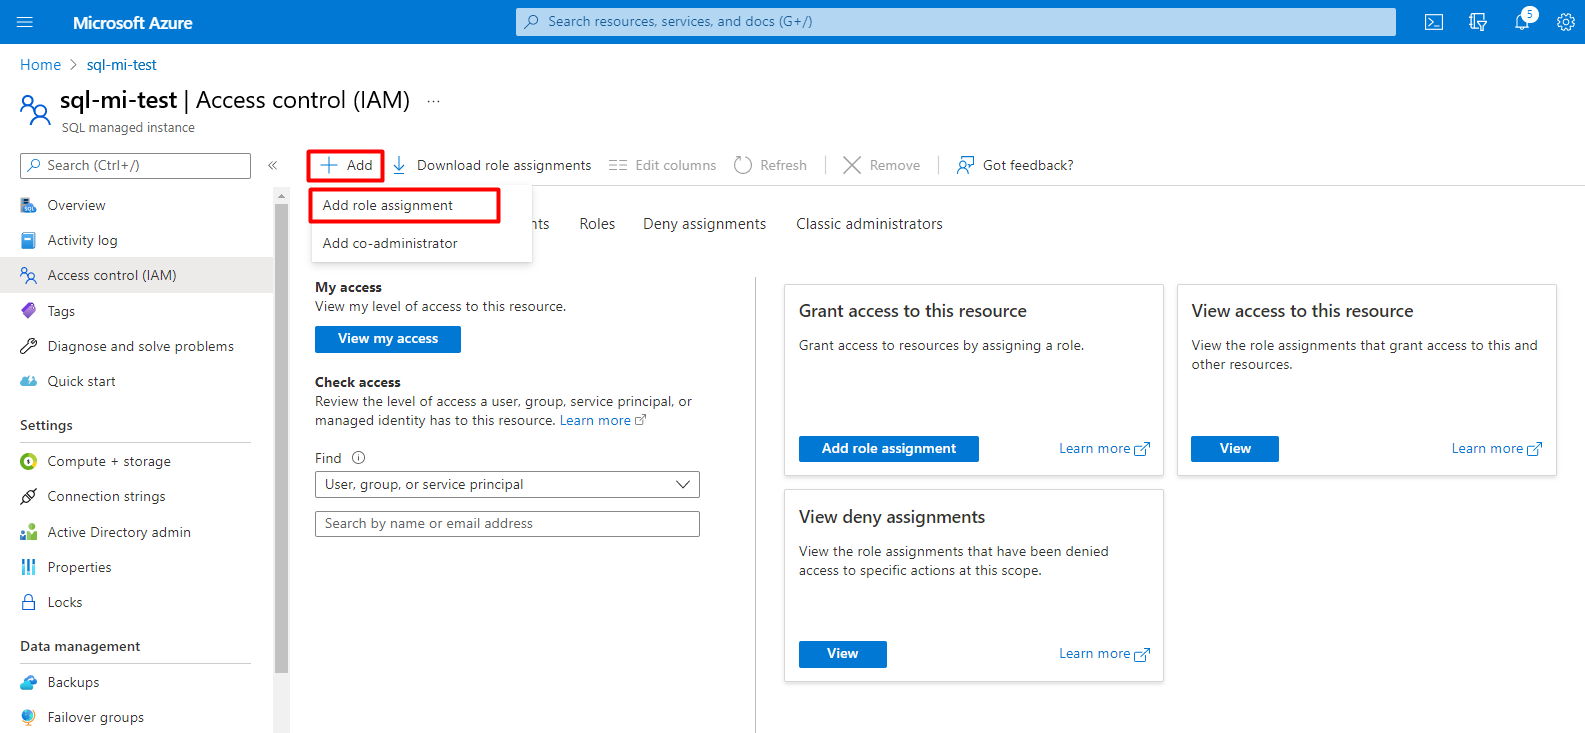 Microsoft Azure
Search resources, services, and docs (G+/)
5
Home > sql-mi-test
sql-mi-test | Access control (IAM) ...
SQL managed instance
Search (Ctrl+/)
«
Add
Download role assignments
Edit columns
Refresh
Remove
Got feedback?
Add role assignment
Add co-administrator
Roles
Deny assignments
Classic administrators
Overview
Activity log
Access control (IAM)
Tags
Diagnose and solve problems
Quick start
Settings
Compute + storage
Connection strings
Active Directory admin
Properties
Locks
Data management
Backups
Failover groups
My access
View my level of access to this resource.
View my access
Check access
Review the level of access a user, group, service principal, or
managed identity has to this resource. Learn more
Find
User, group, or service principal
Search by name or email address
Grant access to this resource
Grant access to resources by assigning a role.
Add role assignment
Learn more
View access to this resource
View the role assignments that grant access to this and
other resources.
View
Learn more
View deny assignments
View the role assignments that have been denied
access to specific actions at this scope.
View
Learn more